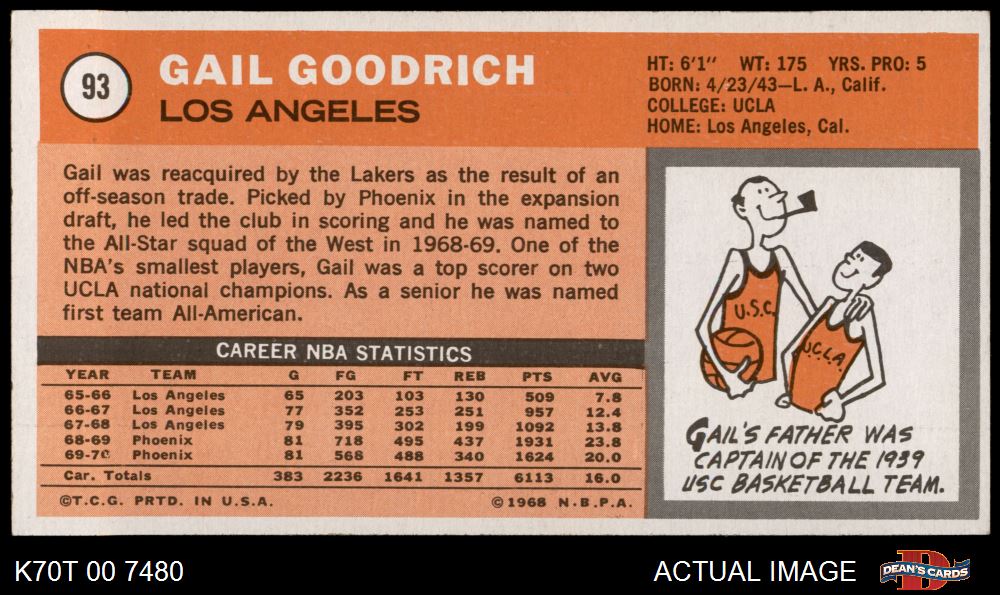 93
GAIL GOODRICH
LOS ANGELES
HT: 6'1" WT: 175 YRS. PRO: 5
BORN: 4/23/43—L. A., Calif.
COLLEGE: UCLA
HOME: Los Angeles, Cal.
Gail was reacquired by the Lakers as the result of an
off-season trade. Picked by Phoenix in the expansion
draft, he led the club in scoring and he was named to
the All-Star squad of the West in 1968-69. One of the
NBA's smallest players, Gail was a top scorer on two
UCLA national champions. As a senior he was named
first team All-American.
CAREER NBA STATISTICS
YEAR TEAM G FG FT REB PTS AVG
65-66 Los Angeles 65 203 103 130 509 7.8
66-67 Los Angeles 77 352 253 251 957 12.4
67-68 Los Angeles 79 395 302 199 1092 13.8
68-69 Phoenix 81 718 495 437 1931 23.8
69-70 Phoenix 81 568 488 340 1624 20.0
Car. Totals 383 2236 1641 1357 6113 16.0
©T.C.G. PRTD. IN U.S.A. ©1968 N.B.P.A.
U.S.C.
U.C.L.A.
GAIL'S FATHER WAS
CAPTAIN OF THE 1939
USC BASKETBALL TEAM.
K70T 00 7480
ACTUAL IMAGE
D
DEAN'S CARDS